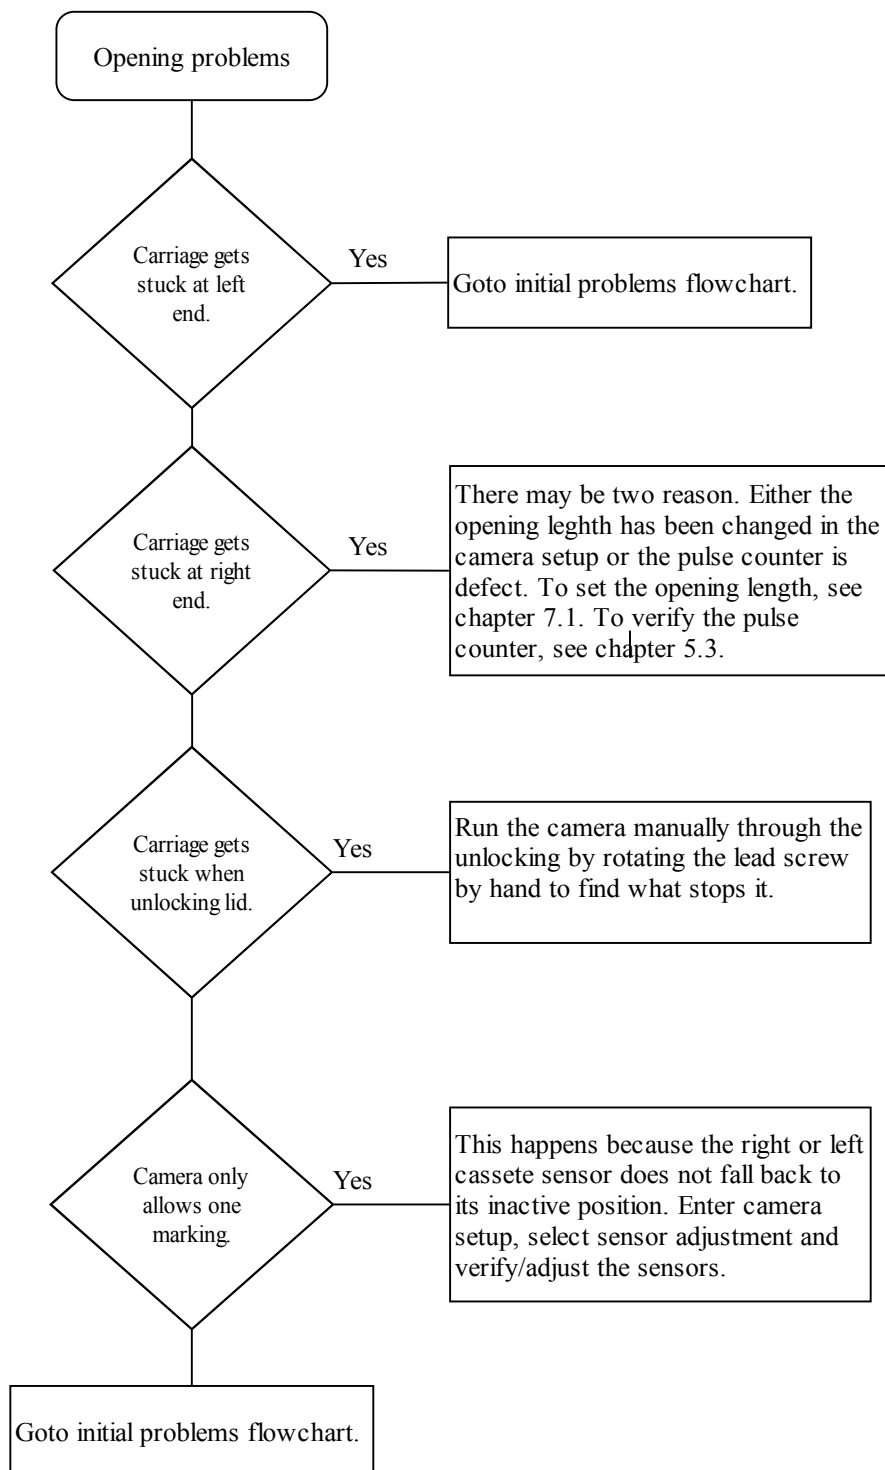 Opening problems
Carriage gets
stuck at left
end.
Yes
Goto initial problems flowchart.
Carriage gets
stuck at right
end.
Yes
There may be two reason. Either the
opening leghth has been changed in the
camera setup or the pulse counter is
defect. To set the opening length, see
chapter 7.1. To verify the pulse
counter, see chapter 5.3.
Carriage gets
stuck when
unlocking lid.
Yes
Run the camera manually through the
unlocking by rotating the lead screw
by hand to find what stops it.
Camera only
allows one
marking.
Yes
This happens because the right or left
cassete sensor does not fall back to
its inactive position. Enter camera
setup, select sensor adjustment and
verify/adjust the sensors.
Goto initial problems flowchart.